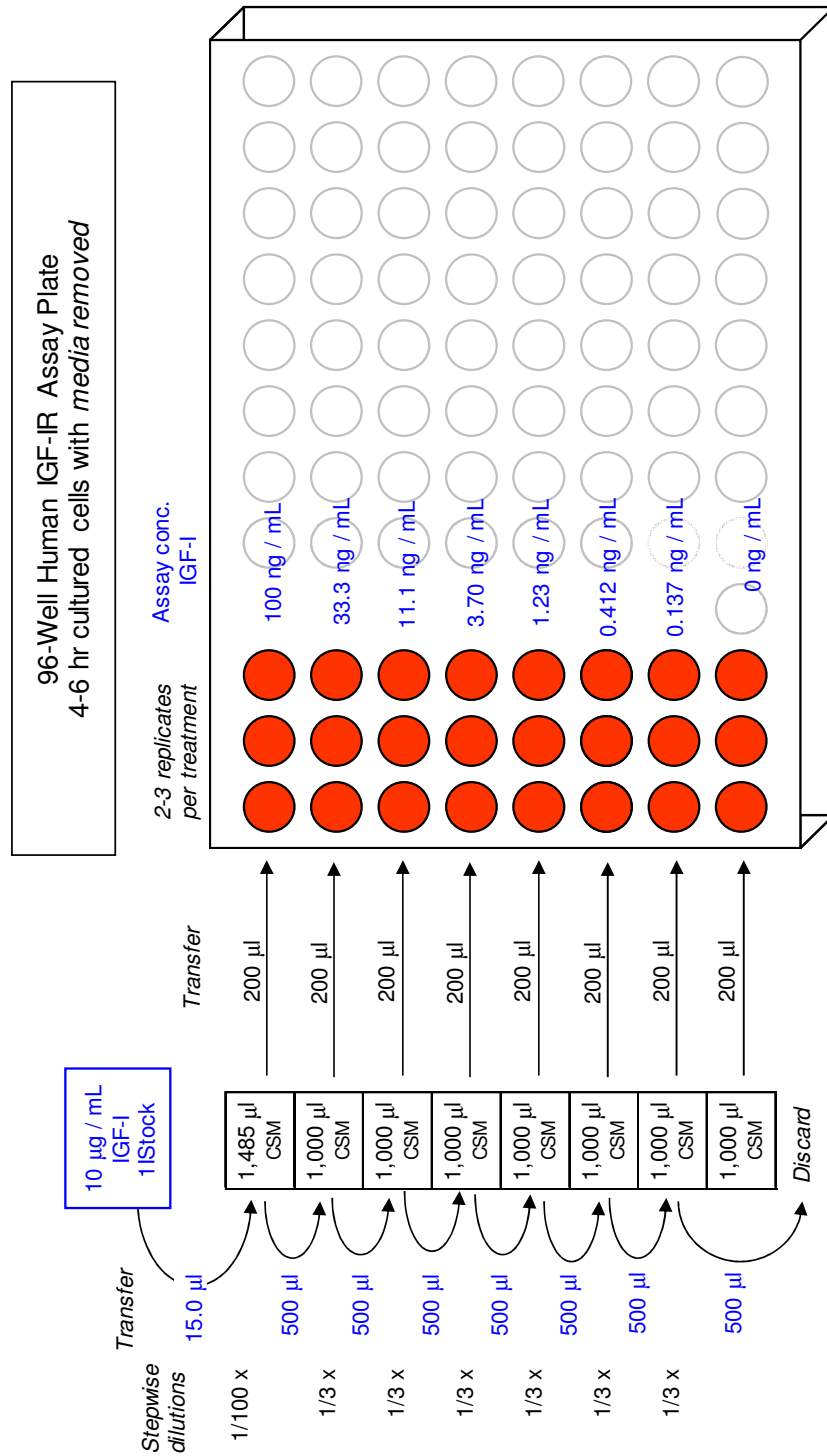 96-Well Human IGF-IR Assay Plate
4-6 hr cultured cells with media removed
Stepwise
dilutions
1/100 x
1/3 x
1/3 x
1/3 x
1/3 x
1/3 x
1/3 x
Transfer
15.0 µl
500 µl
500 µl
500 µl
500 µl
500 µl
500 µl
500 µl
10 µg / mL
IGF-I
1IStock
1,485 µl
CSM
1,000 µl
CSM
1,000 µl
CSM
1,000 µl
CSM
1,000 µl
CSM
1,000 µl
CSM
1,000 µl
CSM
1,000 µl
CSM
Discard
Transfer
200 µl
200 µl
200 µl
200 µl
200 µl
200 µl
200 µl
200 µl
2-3 replicates
per treatment
Assay conc.
IGF-I
100 ng / mL
33.3 ng / mL
11.1 ng / mL
3.70 ng / mL
1.23 ng / mL
0.412 ng / mL
0.137 ng / mL
0 ng / mL